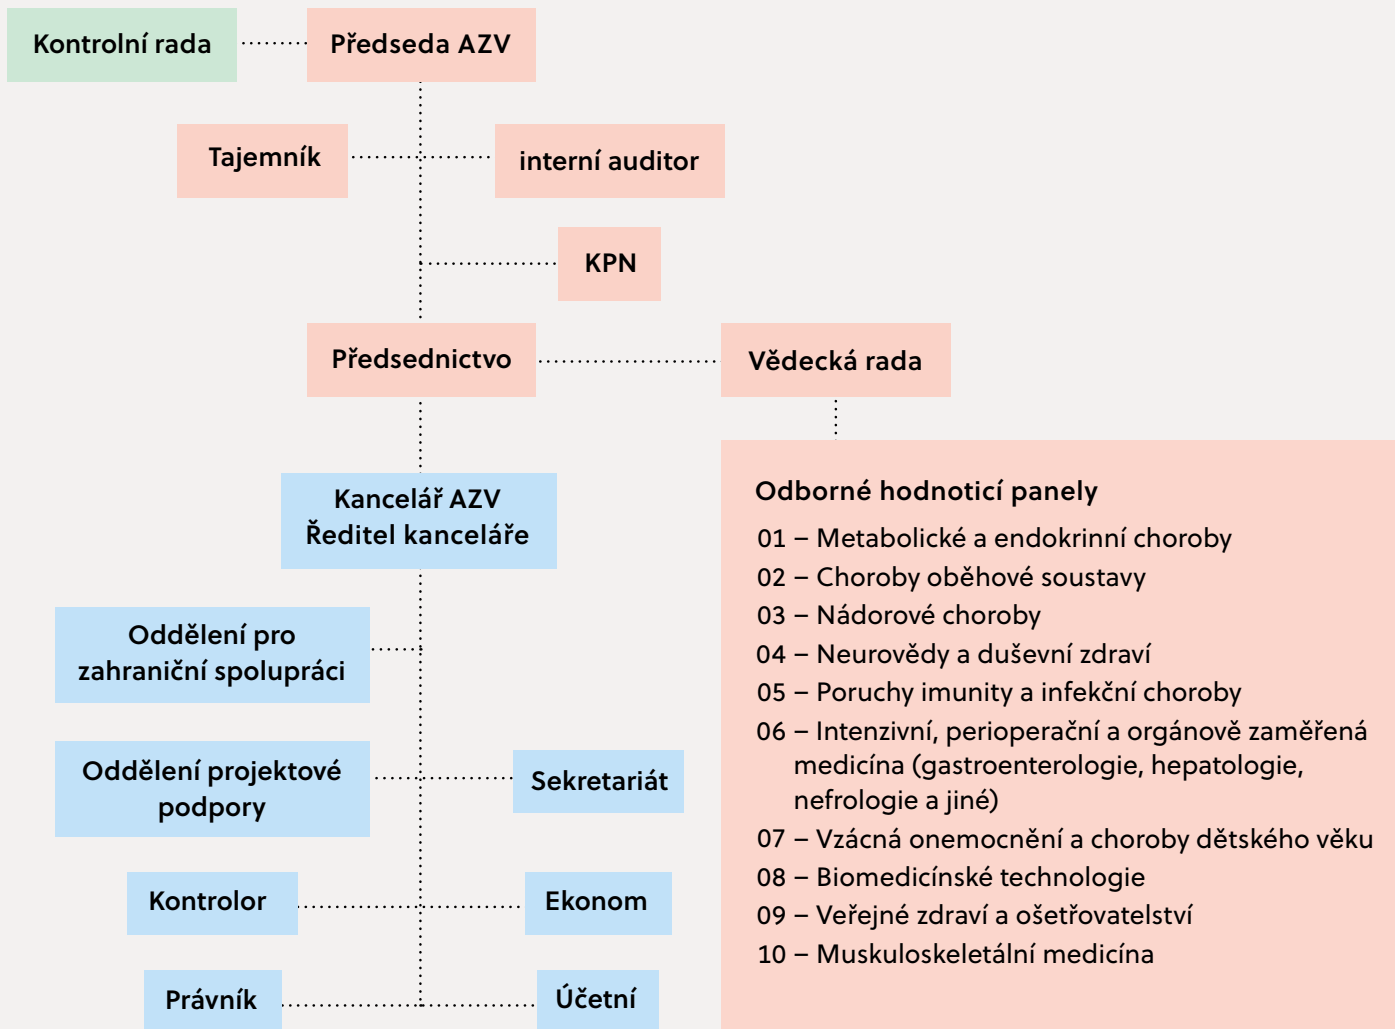 Kontrolní rada
Předseda AZV
Tajemník
interní auditor
KPN
Předsednictvo
Vědecká rada
Kancelář AZV
Ředitel kanceláře
Oddělení pro
zahraniční spolupráci
Oddělení projektové
podpory
Sekretariát
Kontrolor
Ekonom
Právník
Účetní
Odborné hodnoticí panely
01 – Metabolické a endokrinní choroby
02 – Choroby oběhové soustavy
03 – Nádorové choroby
04 – Neurovědy a duševní zdraví
05 – Poruchy imunity a infekční choroby
06 – Intenzivní, perioperační a orgánově zaměřená
medicína (gastroenterologie, hepatologie,
nefrologie a jiné)
07 – Vzácná onemocnění a choroby dětského věku
08 – Biomedicínské technologie
09 – Veřejné zdraví a ošetřovatelství
10 – Muskuloskeletální medicína